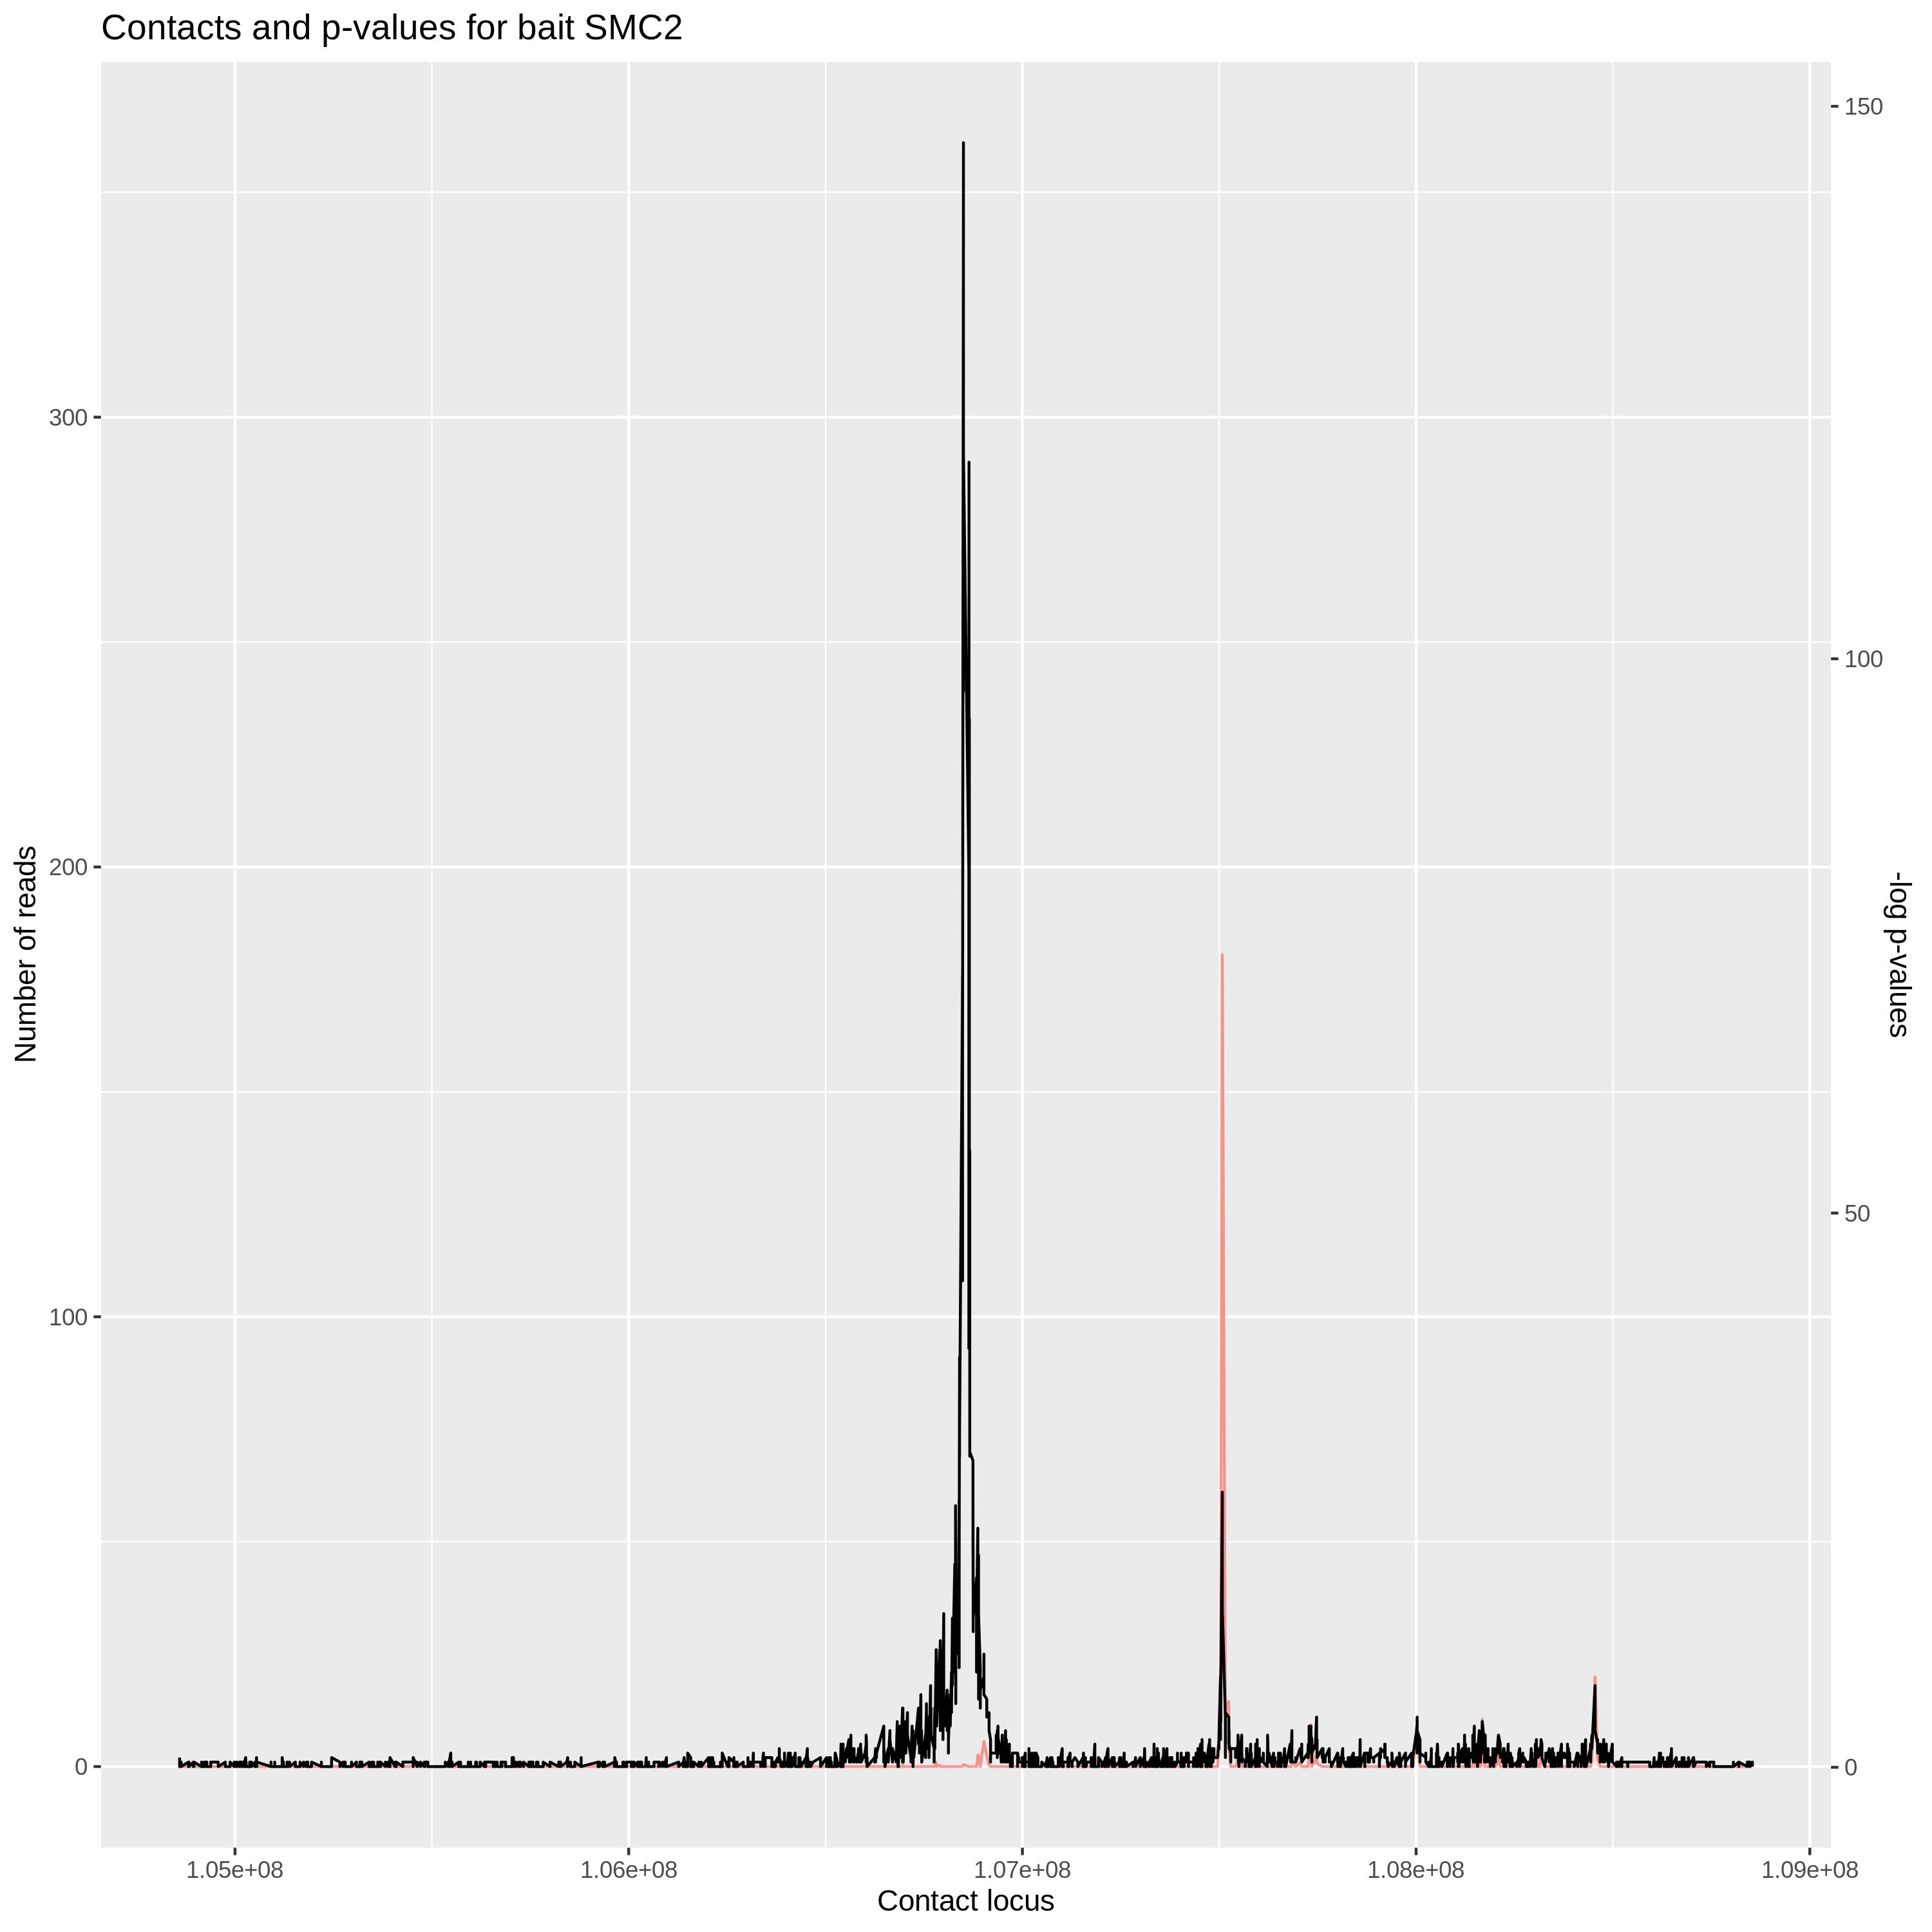 Contacts and p-values for bait SMC2
Number of reads
300
200
100
0
150
100
50
0
-log p-values
1.05e+08
1.06e+08
1.07e+08
1.08e+08
1.09e+08
Contact locus